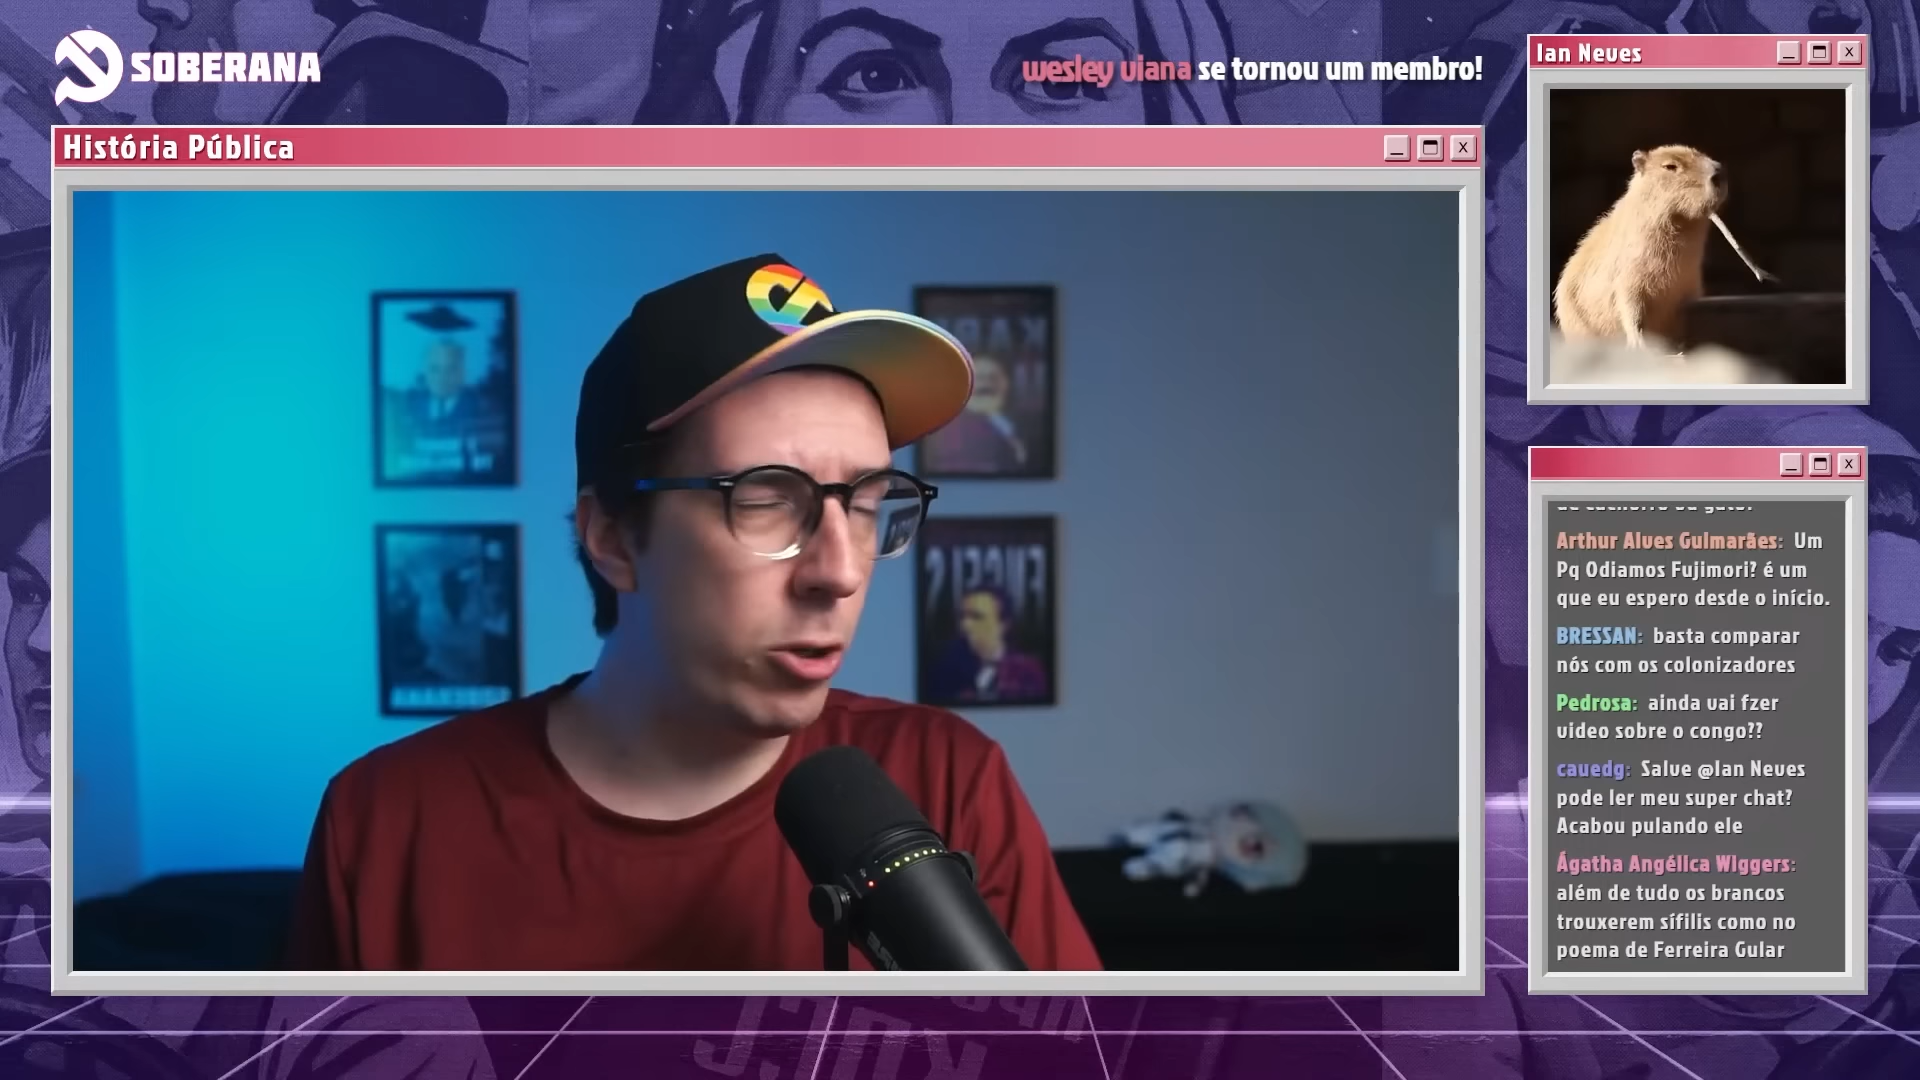 SOBERANA
wesley viana se tornou um membro!
História Pública
Ian Neves
Arthur Alves Guimarães: Um
Pq Odiamos Fujimori? é um
que eu espero desde o início.
BRESSAN: basta comparar
nós com os colonizadores
Pedrosa: ainda vai fzer
video sobre o congo??
cauedg: Salve @Ian Neves
pode ler meu super chat?
Acabou pulando ele
Ágatha Angélica Wiggers:
além de tudo os brancos
trouxerem sífilis como no
poema de Ferreira Gular
ENGELS